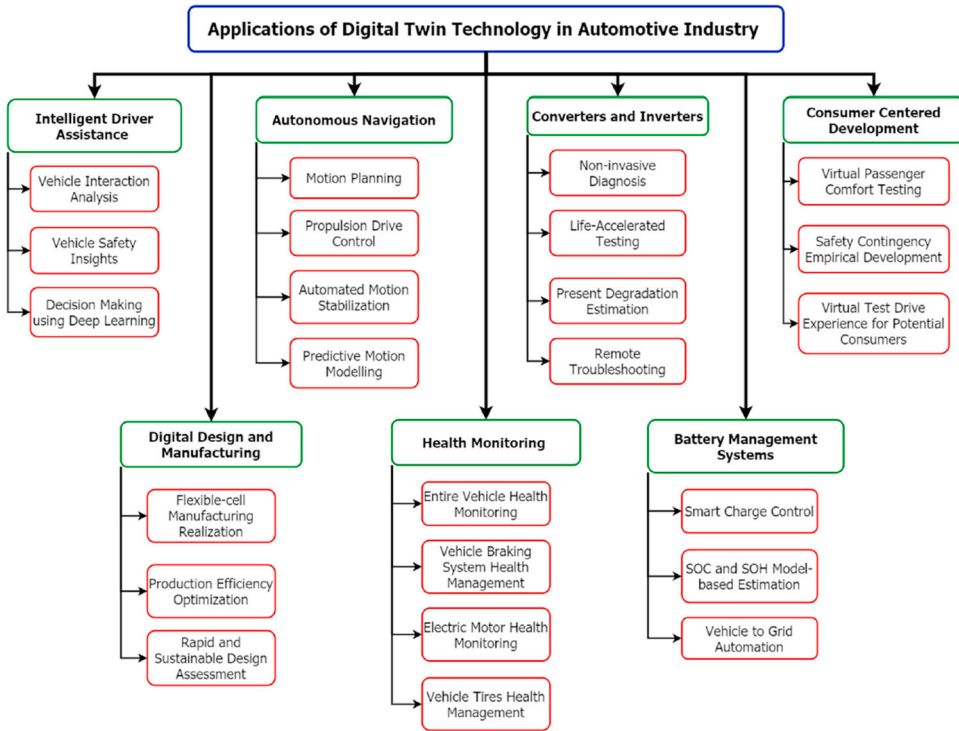 Applications of Digital Twin Technology in Automotive Industry
Intelligent Driver
Assistance
Vehicle Interaction
Analysis
Vehicle Safety
Insights
Decision Making
using Deep Learning
Autonomous Navigation
Motion Planning
Propulsion Drive
Control
Automated Motion
Stabilization
Predictive Motion
Modelling
Converters and Inverters
Non-invasive
Diagnosis
Life-Accelerated
Testing
Present Degradation
Estimation
Remote
Troubleshooting
Consumer Centered
Development
Virtual Passenger
Comfort Testing
Safety Contingency
Empirical Development
Virtual Test Drive
Experience for Potential
Consumers
Digital Design and
Manufacturing
Flexible-cell
Manufacturing
Realization
Production Efficiency
Optimization
Rapid and
Sustainable Design
Assessment
Health Monitoring
Entire Vehicle Health
Monitoring
Vehicle Braking
System Health
Management
Electric Motor Health
Monitoring
Vehicle Tires Health
Management
Battery Management
Systems
Smart Charge Control
SOC and SOH Model-
based Estimation
Vehicle to Grid
Automation